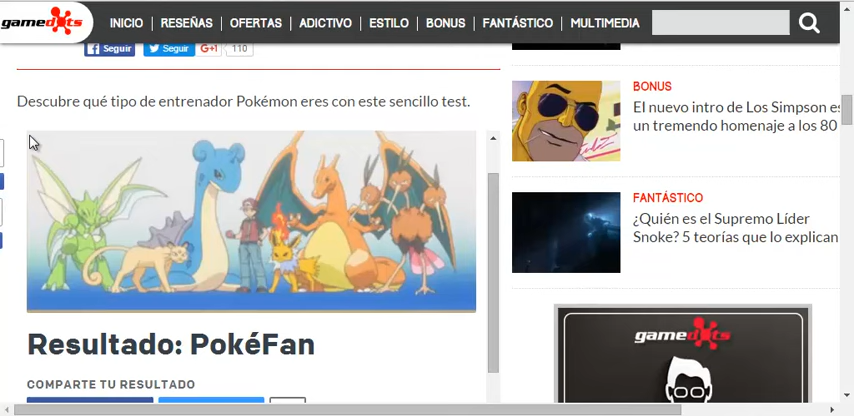 gamedots
INICIO
RESEÑAS
OFERTAS
ADICTIVO
ESTILO
BONUS
FANTÁSTICO
MULTIMEDIA
Seguir
Seguir
G+1
110
Descubre qué tipo de entrenador Pokémon eres con este sencillo test.
Resultado: PokéFan
COMPARTE TU RESULTADO
BONUS
El nuevo intro de Los Simpson es
un tremendo homenaje a los 80
FANTÁSTICO
¿Quién es el Supremo Líder
Snoke? 5 teorías que lo explican
gamedots